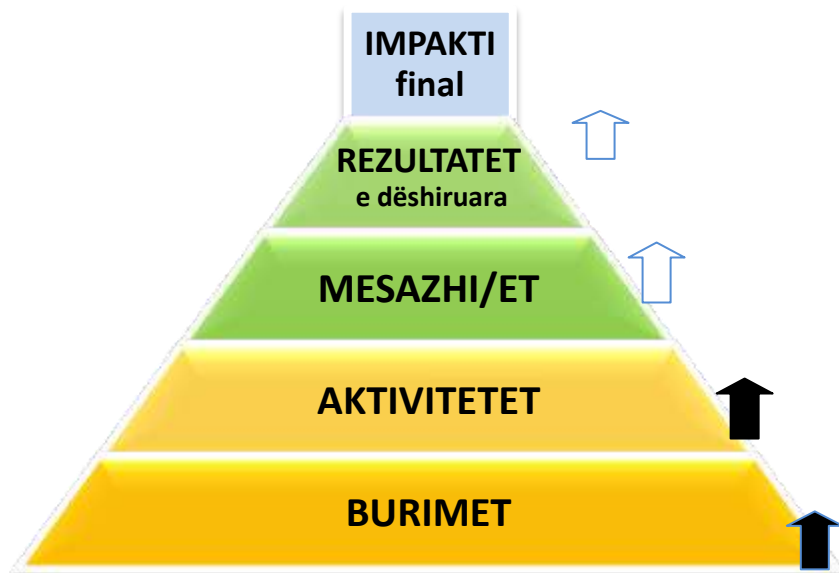 IMPAKTI
final
REZULTATET
e dëshiruara
MESAZHI/ET
AKTIVITETET
BURIMET